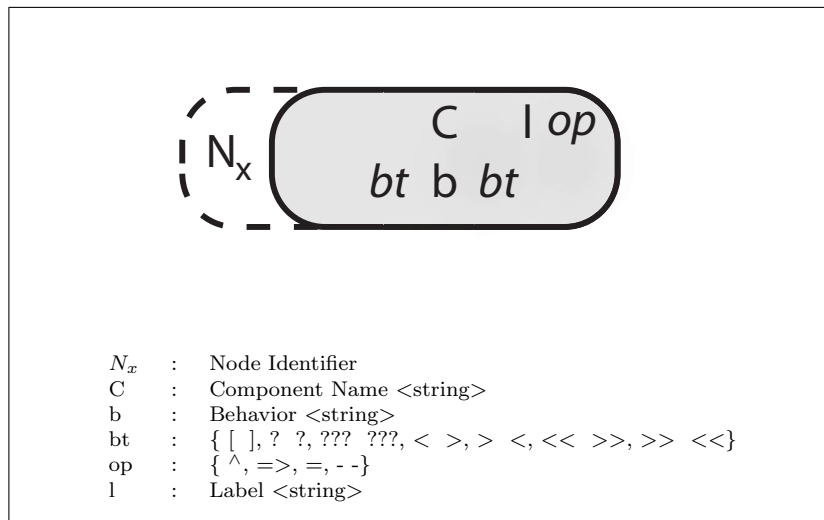 C l op
N_x
bt b bt
N_x : Node Identifier
C : Component Name <string>
b : Behavior <string>
bt : { [ ], ? ?, ??? ???, < >, > <, << >>, >> <<}
op : { ^, =>, =, - -}
l : Label <string>